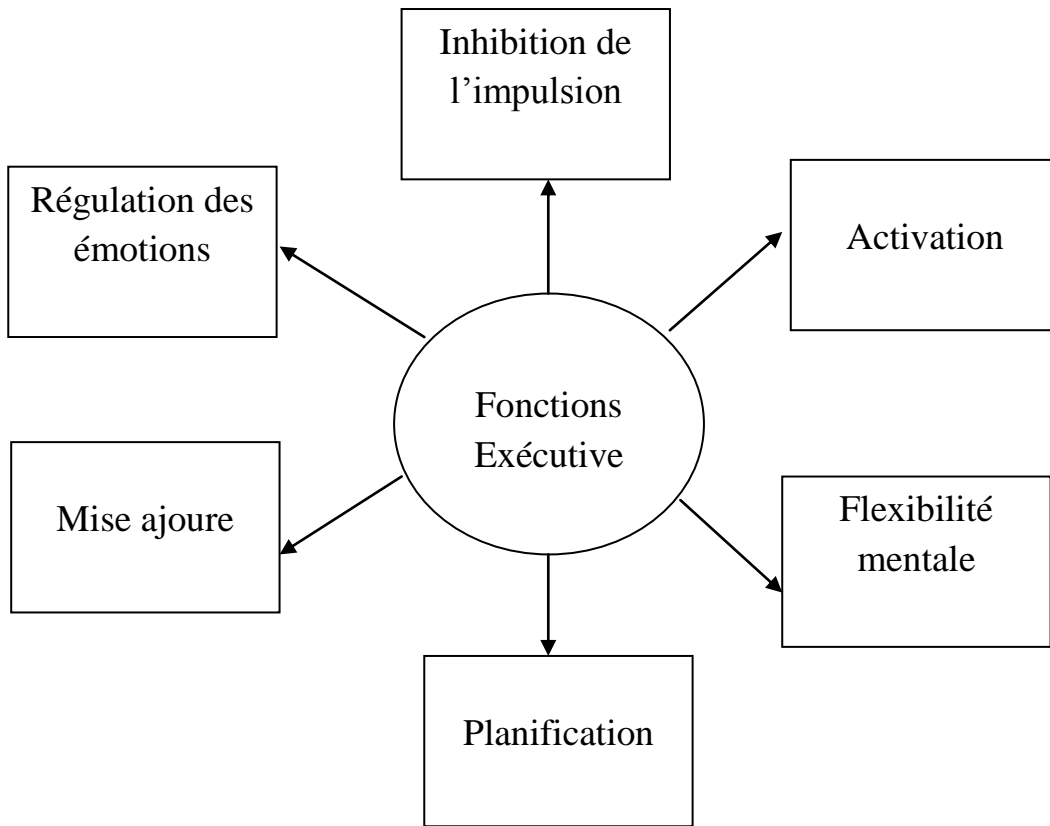 Inhibition de
l’impulsion
Régulation des
émotions
Activation
Fonctions
Exécutive
Mise ajoure
Flexibilité
mentale
Planification